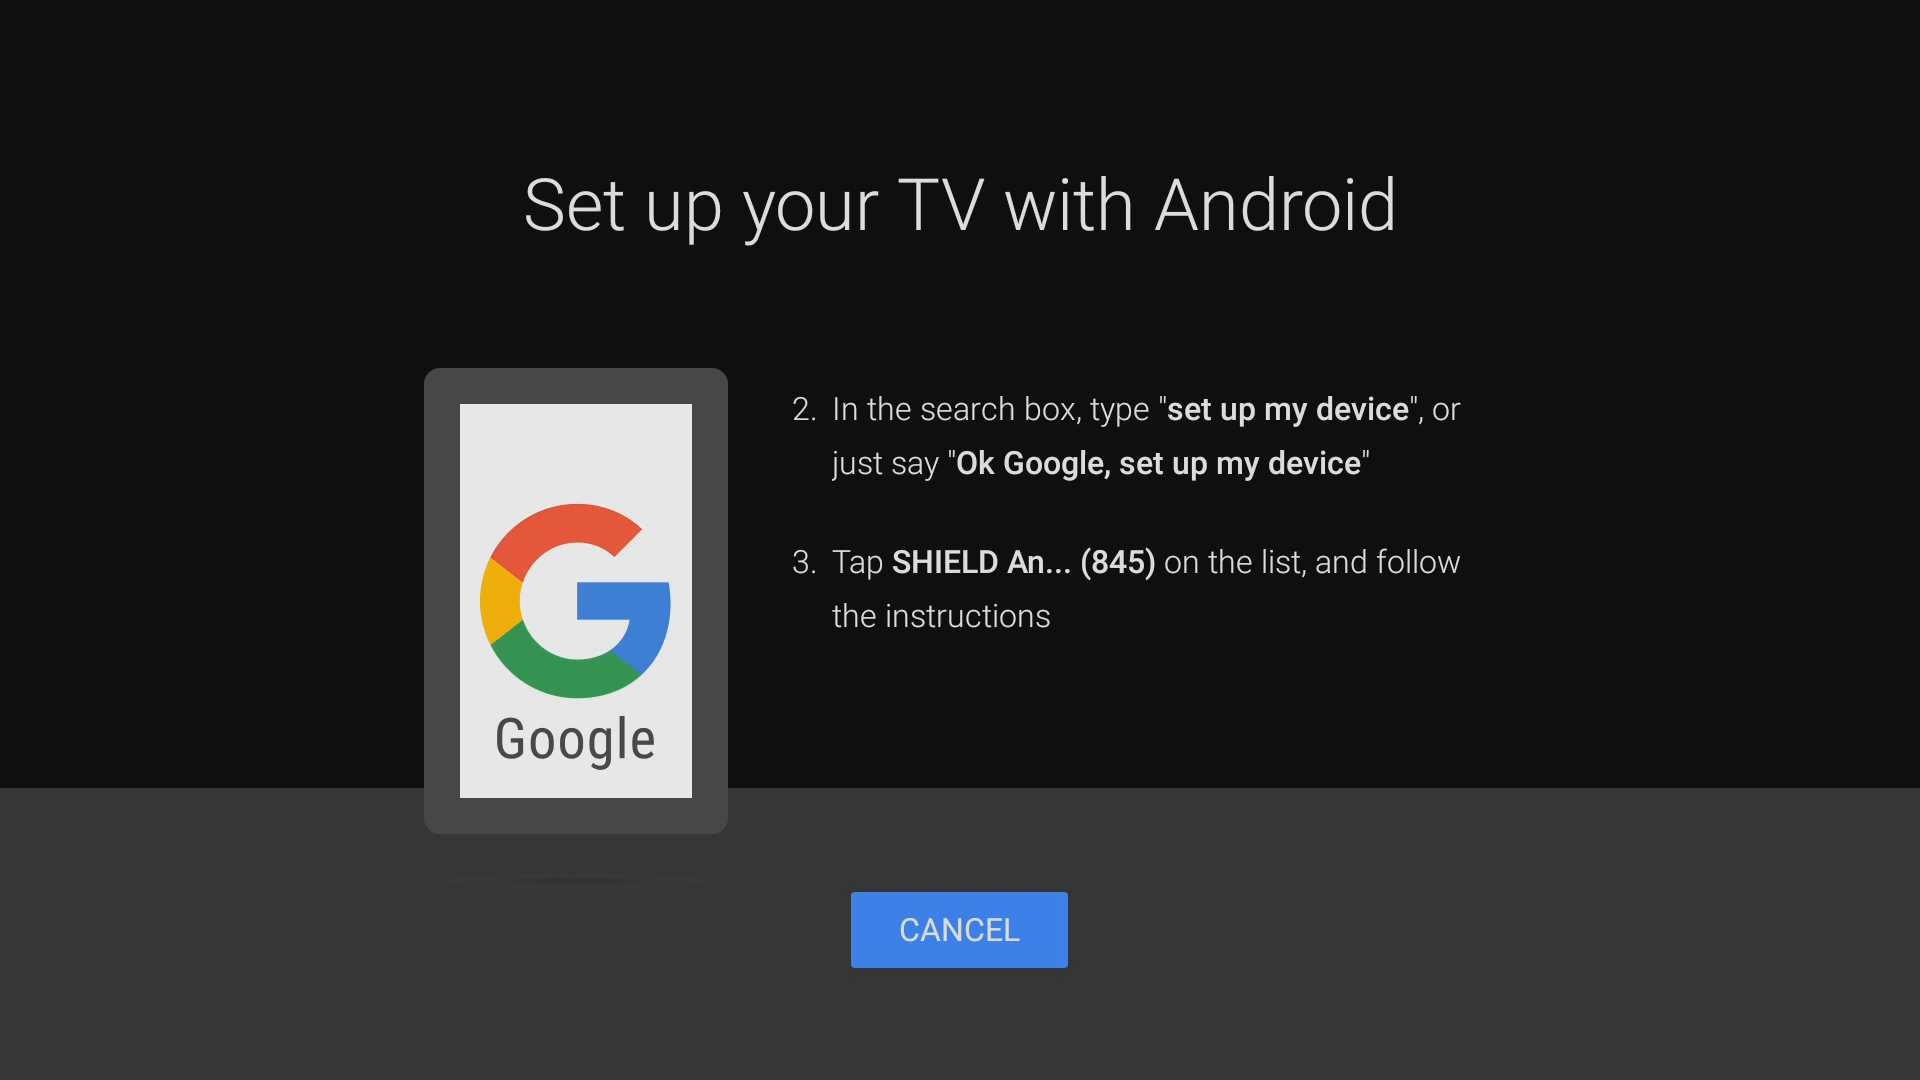 Set up your TV with Android
2. In the search box, type "set up my device", or
just say "Ok Google, set up my device"
3. Tap SHIELD An... (845) on the list, and follow
the instructions
Google
CANCEL